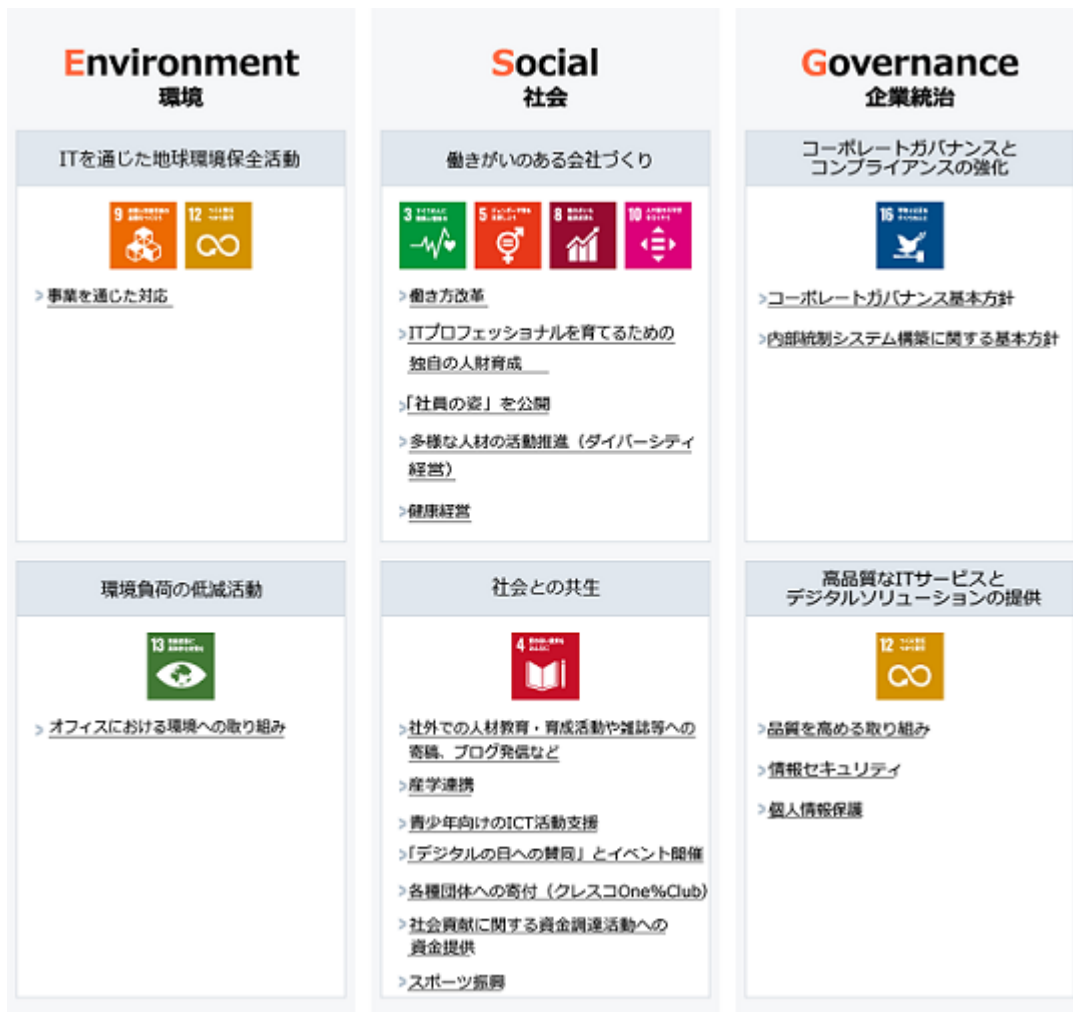 Environment
環境
ITを通じた地球環境保全活動
9
12
事業を通じた対応
環境負荷の低減活動
13
オフィスにおける環境への取り組み
Social
社会
働きがいのある会社づくり
3
5
8
10
働き方改革
ITプロフェッショナルを育てるための
独自の人財育成
「社員の姿」を公開
多様な人材の活動推進（ダイバーシティ
経営）
健康経営
社会との共生
4
社外での人材教育・育成活動や雑誌等への
寄稿、ブログ発信など
産学連携
青少年向けのICT活動支援
「デジタルの日への賛同」とイベント開催
各種団体への寄付（クレスコOne%Club）
社会貢献に関する資金調達活動への
資金提供
スポーツ振興
Governance
企業統治
コーポレートガバナンスと
コンプライアンスの強化
16
コーポレートガバナンス基本方針
内部統制システム構築に関する基本方針
高品質なITサービスと
デジタルソリューションの提供
12
品質を高める取り組み
情報セキュリティ
個人情報保護